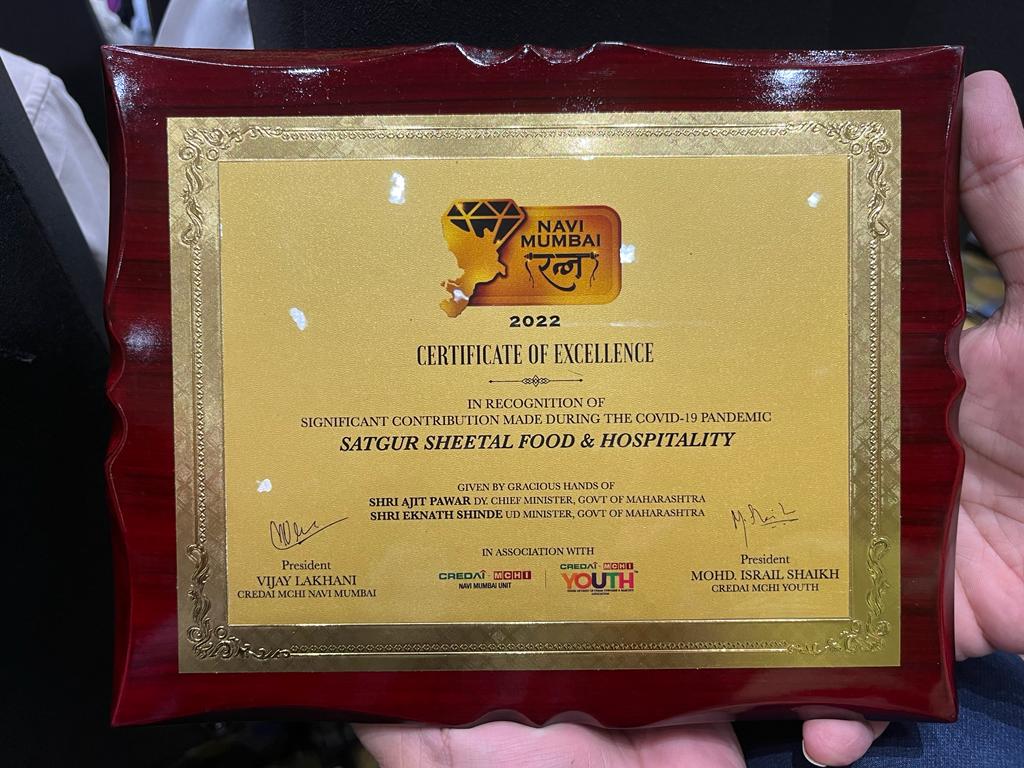 NAVI
MUMBAI
रत्न
2022
CERTIFICATE OF EXCELLENCE
IN RECOGNITION OF
SIGNIFICANT CONTRIBUTION MADE DURING THE COVID-19 PANDEMIC
SATGUR SHEETAL FOOD & HOSPITALITY
GIVEN BY GRACIOUS HANDS OF
SHRI AJIT PAWAR DY. CHIEF MINISTER, GOVT OF MAHARASHTRA
SHRI EKNATH SHINDE UD MINISTER, GOVT OF MAHARASHTRA
President
VIJAY LAKHANI
CREDAI MCHI NAVI MUMBAI
IN ASSOCIATION WITH
CREDAI-MCHI
NAVI MUMBAI UNIT
CREDAI-MCHI
YOUTH
President
MOHD. ISRAIL SHAIKH
CREDAI MCHI YOUTH